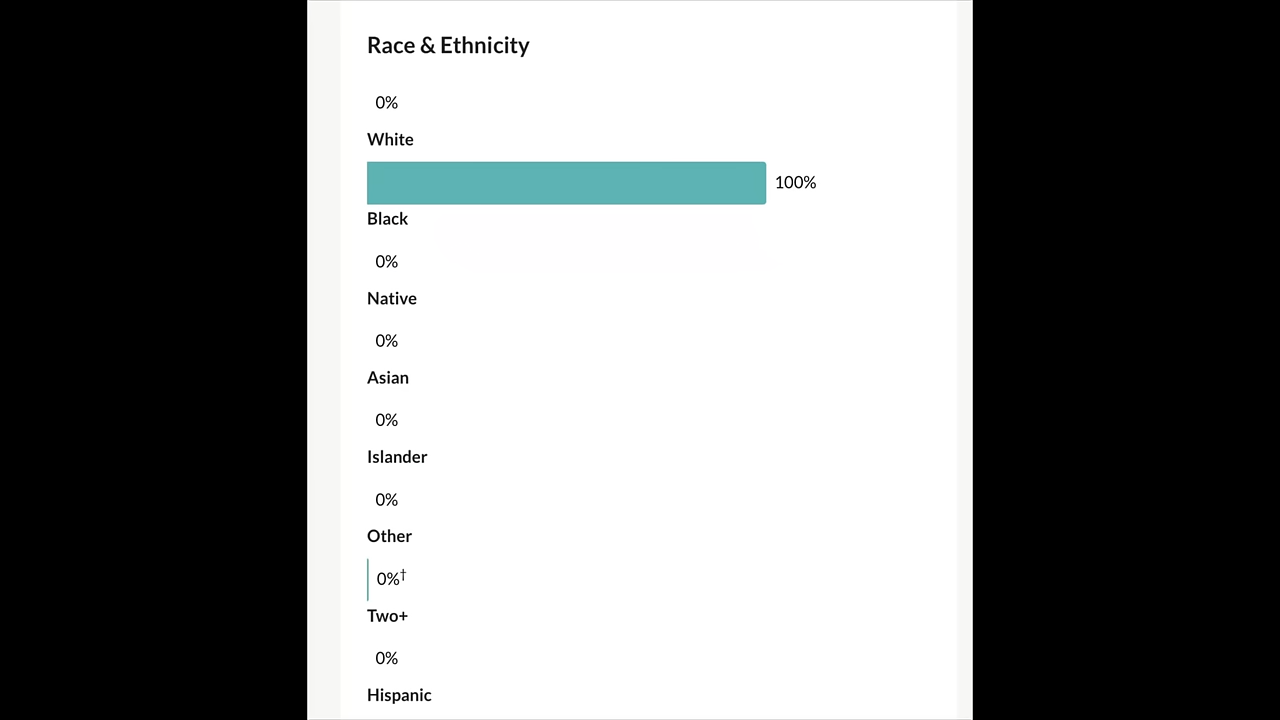 Race & Ethnicity
0%
White
100%
Black
0%
Native
0%
Asian
0%
Islander
0%
Other
0%†
Two+
0%
Hispanic